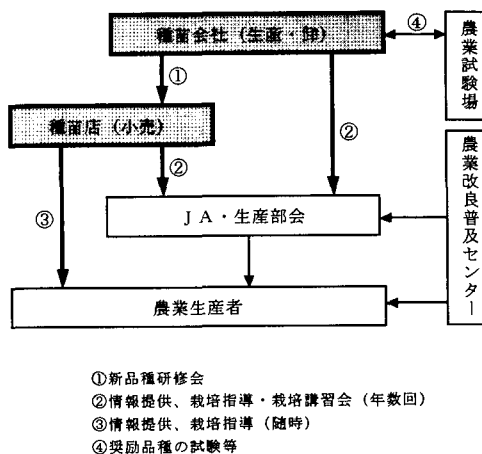 種苗会社(生産・卸)
④
農業試験場
①
種苗店(小売)
②
②
農業改良普及センター
③
JA・生産部会
農業生産者
①新品種研修会
②情報提供、栽培指導・栽培講習会(年数回)
③情報提供、栽培指導(随時)
④奨励品種の試験等